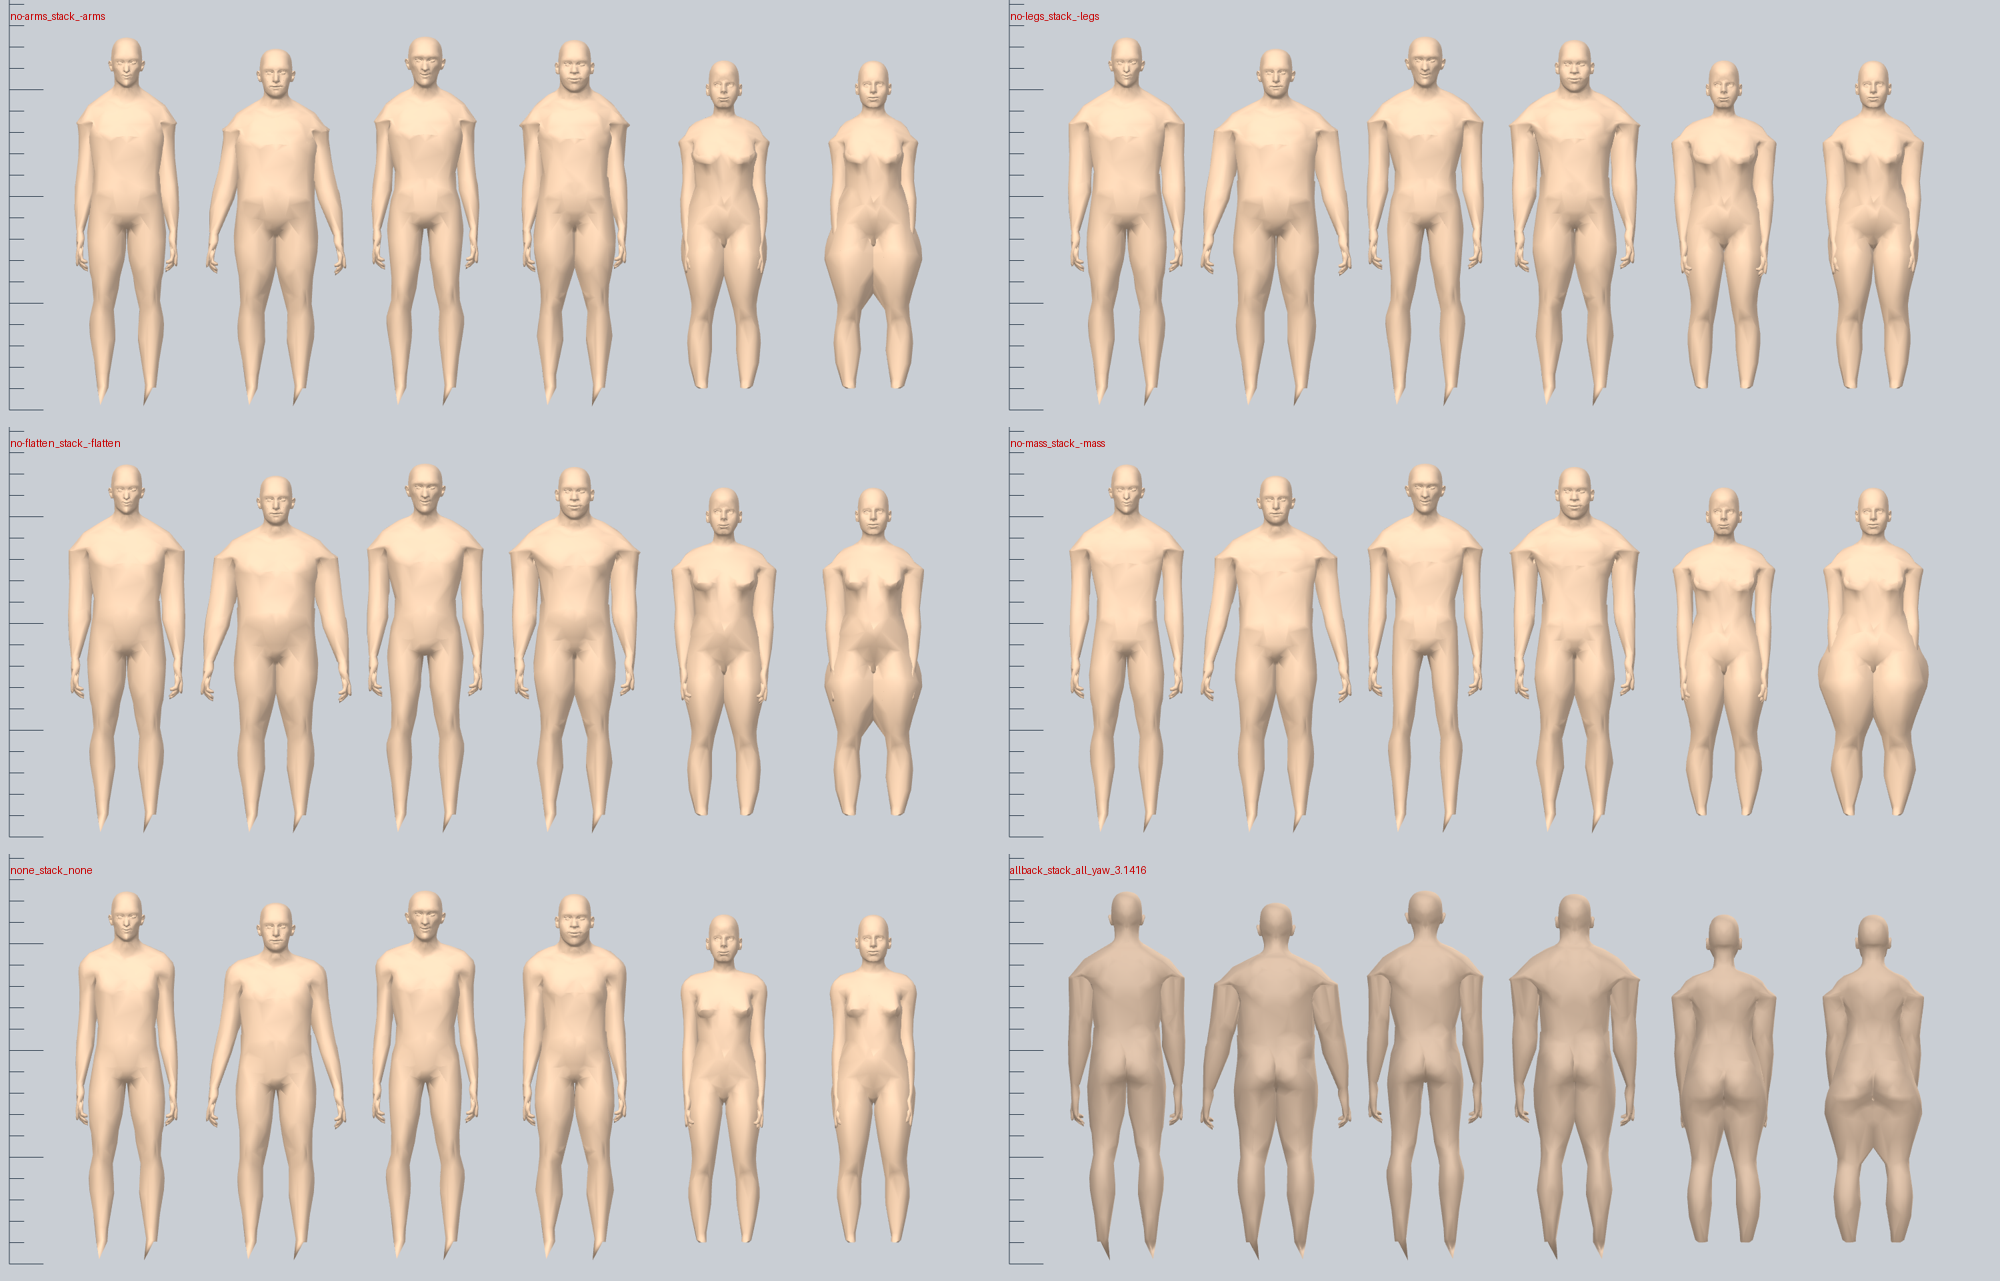 no-arms_stack_-arms
no-legs_stack_-legs
no-flatten_stack_-flatten
no-mass_stack_-mass
none_stack_none
allback_stack_all_yaw_3.1416